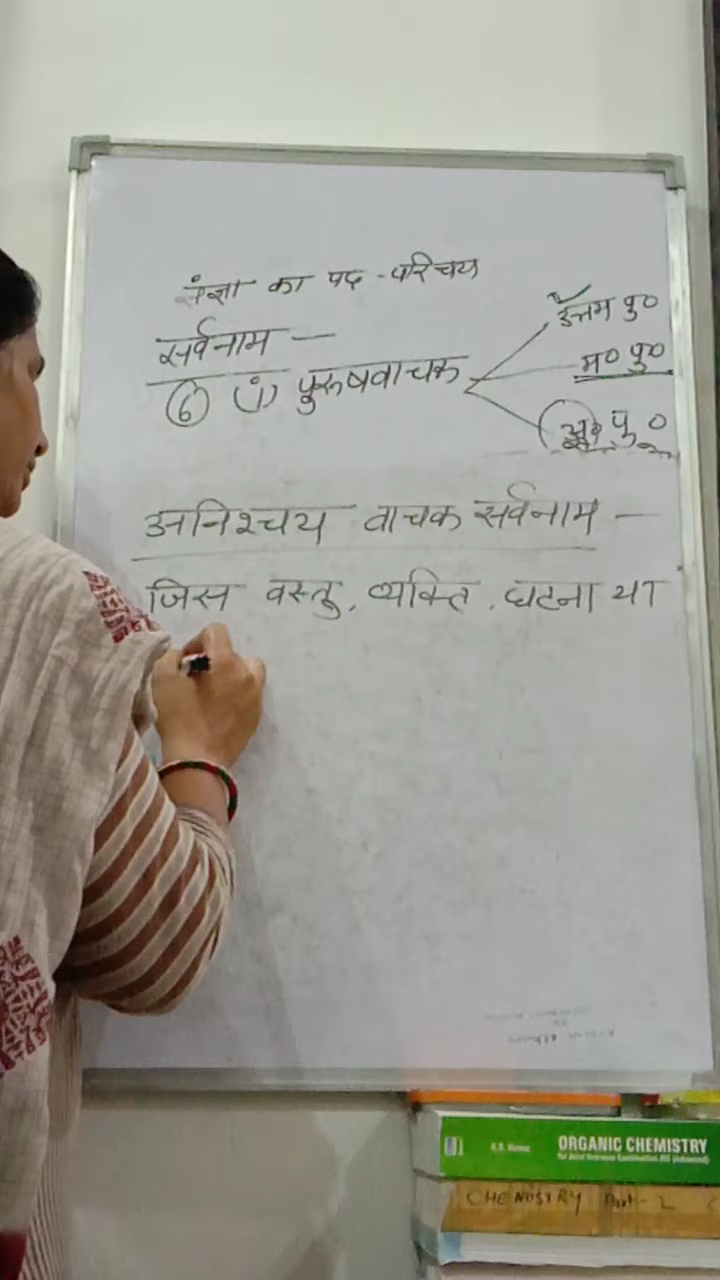 संज्ञा का पद - परिचय
सर्वनाम —
6 (i) पुरूषवाचक
उत्तम पु०
म० पु०
अ० पु०
अनिश्चय वाचक सर्वनाम —
जिस वस्तु, व्यक्ति, घटना या
ORGANIC CHEMISTRY
CHEMISTRY Part-2